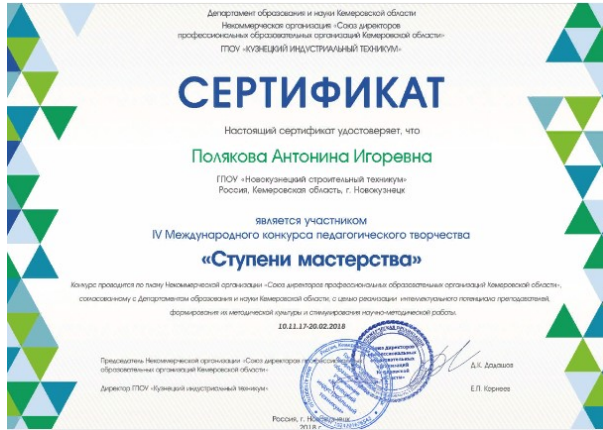 Департамент образования и науки Кемеровской области
Некоммерческая организация «Союз директоров
профессиональных образовательных организаций Кемеровской области»
ГПОУ «КУЗНЕЦКИЙ ИНДУСТРИАЛЬНЫЙ ТЕХНИКУМ»
СЕРТИФИКАТ
Настоящий сертификат удостоверяет, что
Полякова Антонина Игоревна
ГПОУ «Новокузнецкий строительный техникум»
Россия, Кемеровская область, г. Новокузнецк
является участником
IV Международного конкурса педагогического творчества
«Ступени мастерства»
Конкурс проводится по плану Некоммерческой организации «Союз директоров профессиональных образовательных организаций Кемеровской области»,
согласованному с Департаментом образования и науки Кемеровской области, с целью реализации интеллектуального потенциала преподавателей,
формирования их методической культуры и стимулирования научно-методической работы.
10.11.17-20.02.2018
Председатель Некоммерческой организации «Союз директоров профессиональных
образовательных организаций Кемеровской области»
Д.К. Дадашов
Директор ГПОУ «Кузнецкий индустриальный техникум»
Е.П. Корнеев
Россия, г. Новокузнецк
2018 г.